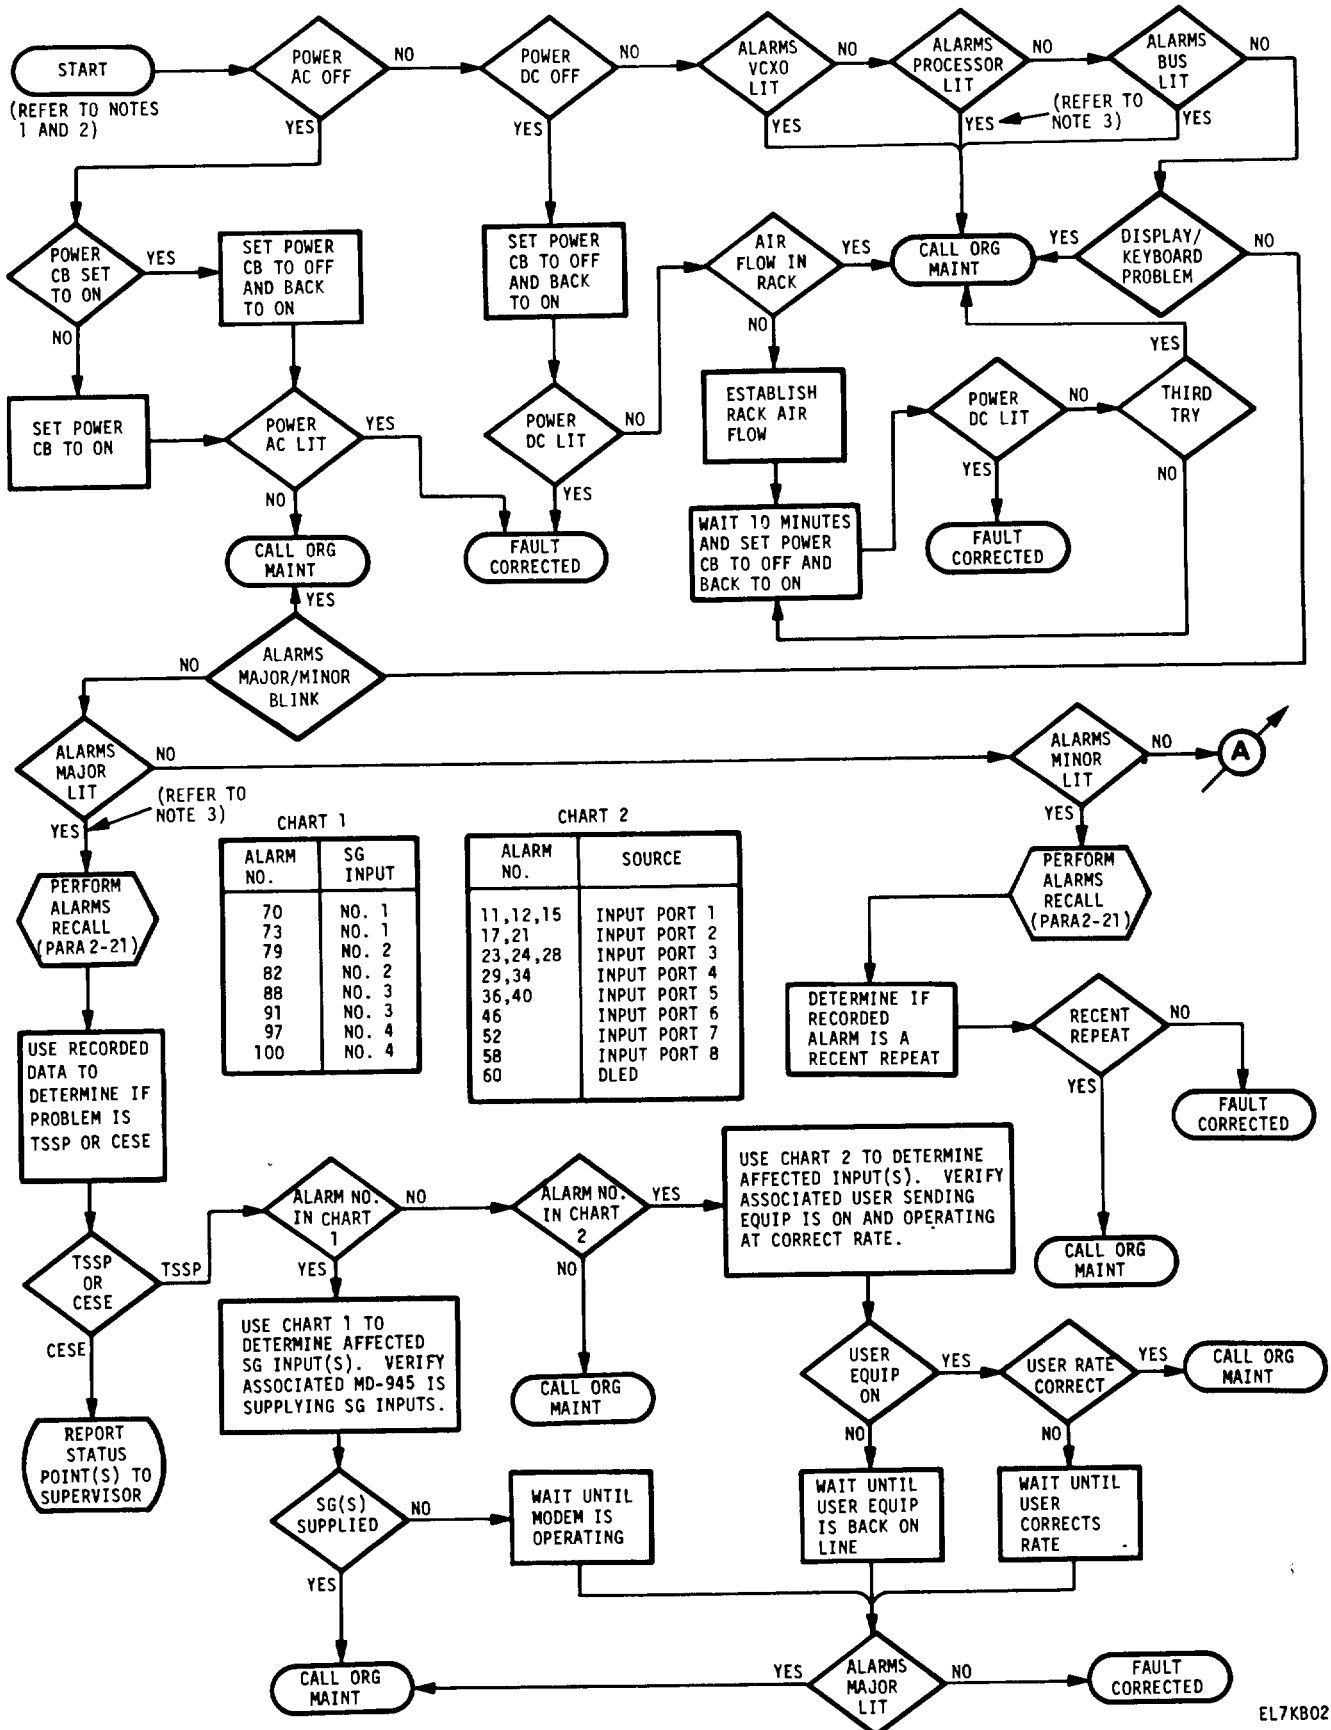 START
(REFER TO NOTES
1 AND 2)
POWER
AC OFF
NO
YES
POWER
DC OFF
NO
YES
ALARMS
VCXO
LIT
NO
YES
ALARMS
PROCESSOR
LIT
NO
YES
(REFER TO
NOTE 3)
ALARMS
BUS
LIT
NO
YES
POWER
CB SET
TO ON
YES
NO
SET POWER
CB TO OFF
AND BACK
TO ON
SET POWER
CB TO ON
POWER
AC LIT
YES
NO
CALL ORG
MAINT
SET POWER
CB TO OFF
AND BACK
TO ON
POWER
DC LIT
NO
YES
FAULT
CORRECTED
AIR
FLOW IN
RACK
YES
NO
CALL ORG
MAINT
YES
DISPLAY/
KEYBOARD
PROBLEM
NO
ESTABLISH
RACK AIR
FLOW
WAIT 10 MINUTES
AND SET POWER
CB TO OFF AND
BACK TO ON
POWER
DC LIT
NO
YES
FAULT
CORRECTED
YES
THIRD
TRY
NO
YES
ALARMS
MAJOR/MINOR
BLINK
NO
ALARMS
MAJOR
LIT
NO
YES
(REFER TO
NOTE 3)
ALARMS
MINOR
LIT
NO
A
YES
PERFORM
ALARMS
RECALL
(PARA 2-21)
CHART 1
ALARM NO. SG INPUT
70 NO. 1
73 NO. 1
79 NO. 2
82 NO. 2
88 NO. 3
91 NO. 3
97 NO. 4
100 NO. 4
CHART 2
ALARM NO. SOURCE
11,12,15 INPUT PORT 1
17,21 INPUT PORT 2
23,24,28 INPUT PORT 3
29,34 INPUT PORT 4
36,40 INPUT PORT 5
46 INPUT PORT 6
52 INPUT PORT 7
58 INPUT PORT 8
60 DLED
PERFORM
ALARMS
RECALL
(PARA2-21)
DETERMINE IF
RECORDED
ALARM IS A
RECENT REPEAT
RECENT
REPEAT
NO
YES
FAULT
CORRECTED
CALL ORG
MAINT
USE RECORDED
DATA TO
DETERMINE IF
PROBLEM IS
TSSP OR CESE
TSSP
OR
CESE
TSSP
CESE
REPORT
STATUS
POINT(S) TO
SUPERVISOR
ALARM NO.
IN CHART
1
NO
YES
ALARM NO.
IN CHART
2
YES
NO
CALL ORG
MAINT
USE CHART 1 TO
DETERMINE AFFECTED
SG INPUT(S). VERIFY
ASSOCIATED MD-945 IS
SUPPLYING SG INPUTS.
SG(S)
SUPPLIED
NO
YES
WAIT UNTIL
MODEM IS
OPERATING
USE CHART 2 TO DETERMINE
AFFECTED INPUT(S). VERIFY
ASSOCIATED USER SENDING
EQUIP IS ON AND OPERATING
AT CORRECT RATE.
USER
EQUIP
ON
YES
NO
USER RATE
CORRECT
YES
NO
CALL ORG
MAINT
WAIT UNTIL
USER EQUIP
IS BACK ON
LINE
WAIT UNTIL
USER
CORRECTS
RATE
CALL ORG
MAINT
YES
ALARMS
MAJOR
LIT
NO
FAULT
CORRECTED
EL7KB02